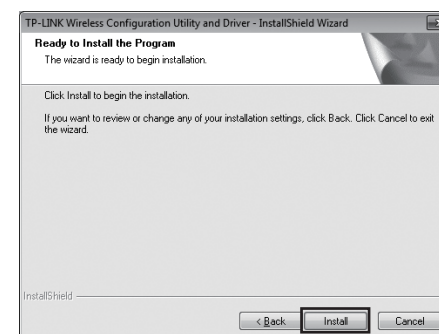 TP-LINK Wireless Configuration Utility and Driver - InstallShield Wizard
Ready to Install the Program
The wizard is ready to begin installation.
Click Install to begin the installation.
If you want to review or change any of your installation settings, click Back. Click Cancel to exit
the wizard.
InstallShield
< Back Install Cancel